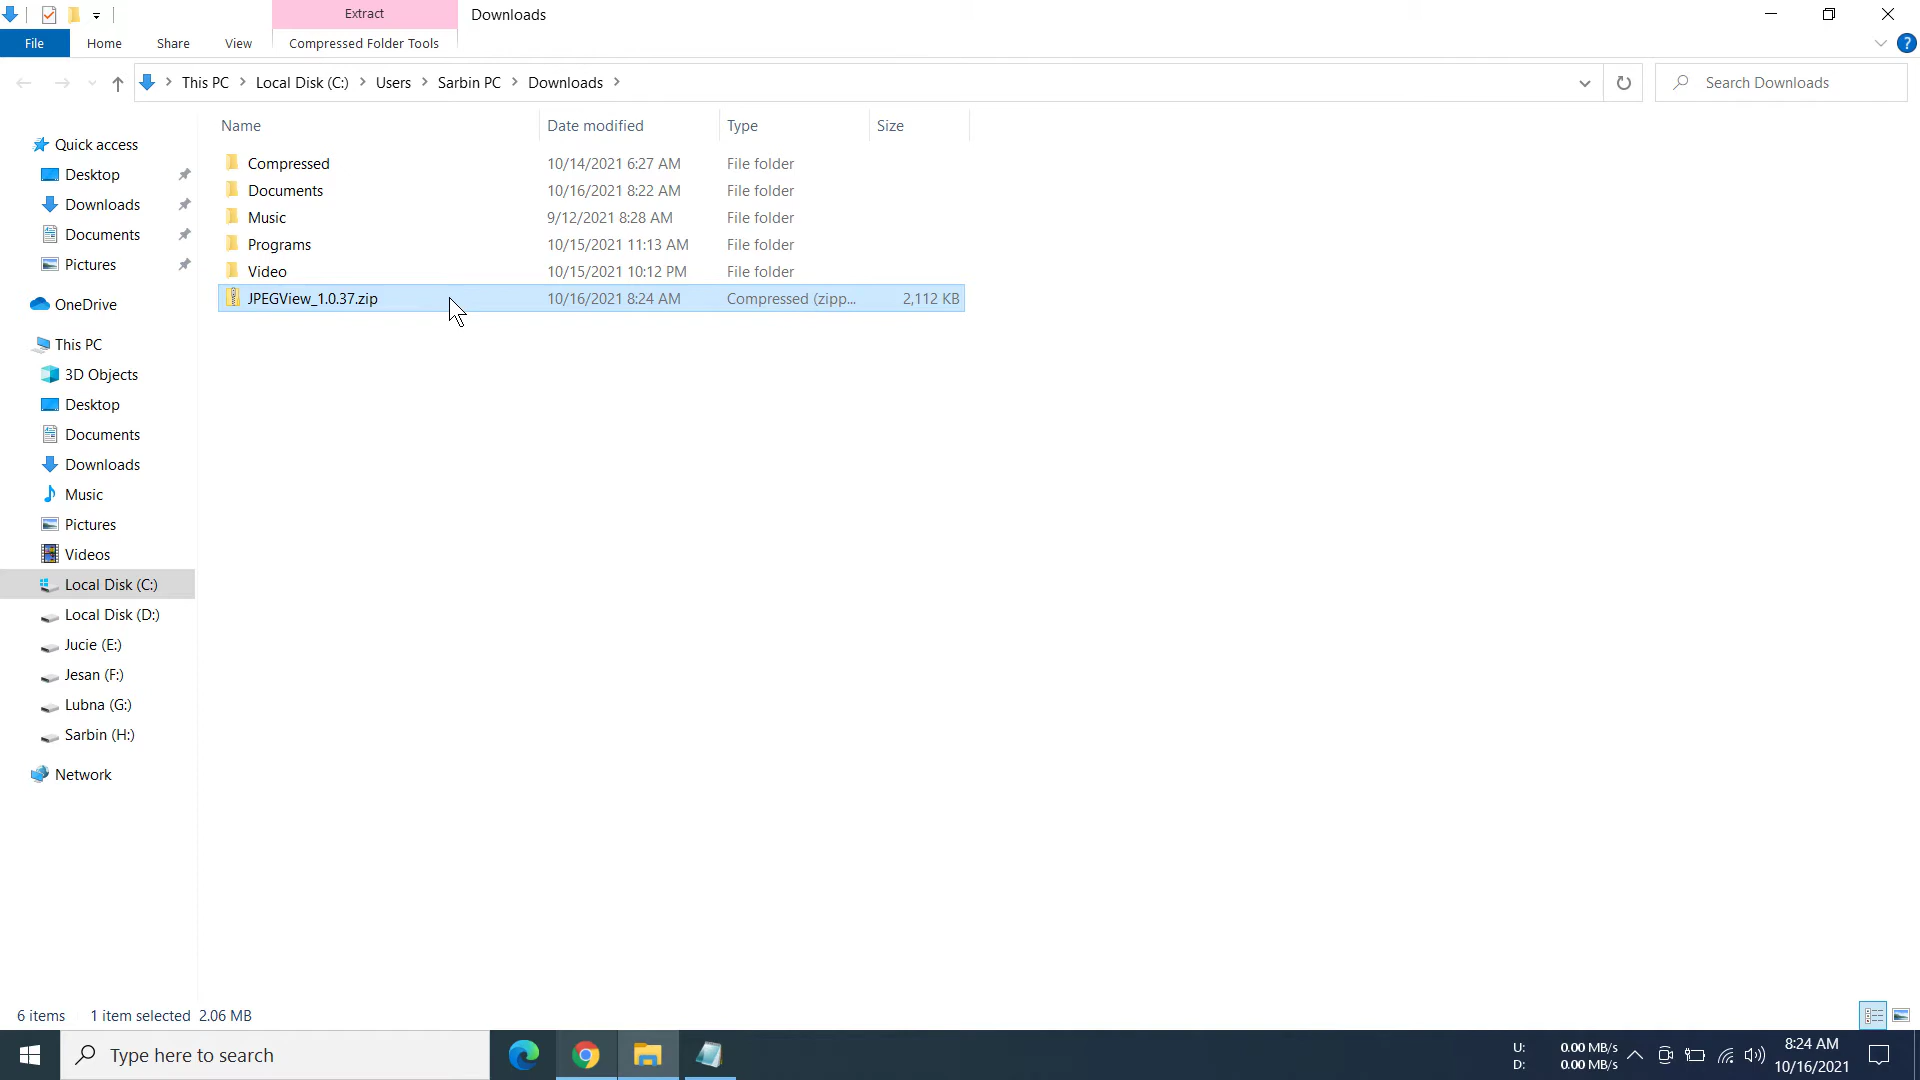 Extract
Downloads
File
Home
Share
View
Compressed Folder Tools
?
This PC
Local Disk (C:)
Users
Sarbin PC
Downloads
Search Downloads
Name
Date modified
Type
Size
Compressed
10/14/2021 6:27 AM
File folder
Documents
10/16/2021 8:22 AM
File folder
Music
9/12/2021 8:28 AM
File folder
Programs
10/15/2021 11:13 AM
File folder
Video
10/15/2021 10:12 PM
File folder
JPEGView_1.0.37.zip
10/16/2021 8:24 AM
Compressed (zipp...
2,112 KB
Quick access
Desktop
Downloads
Documents
Pictures
OneDrive
This PC
3D Objects
Desktop
Documents
Downloads
Music
Pictures
Videos
Local Disk (C:)
Local Disk (D:)
Jucie (E:)
Jesan (F:)
Lubna (G:)
Sarbin (H:)
Network
6 items
1 item selected 2.06 MB
Type here to search
U: 0.00 MB/s
D: 0.00 MB/s
8:24 AM
10/16/2021